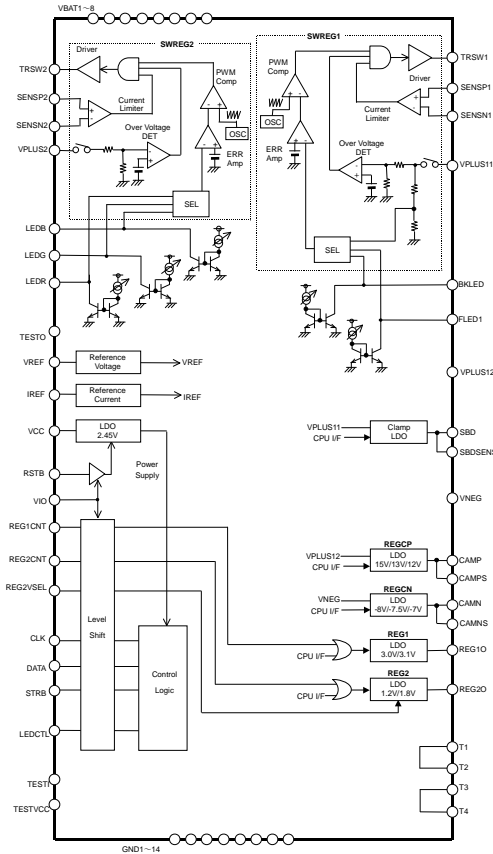 VBAT1～8
SWREG2
SWREG1
Driver
PWM
Comp
PWM
Comp
Driver
TRSW2
TRSW1
SENSP2
SENSP1
SENSN2
SENSN1
Current
Limiter
Current
Limiter
OSC
OSC
Over Voltage
DET
Over Voltage
DET
ERR
Amp
ERR
Amp
VPLUS2
VPLUS11
SEL
SEL
LEDB
LEDG
LEDR
BKLED
FLED1
TESTO
VREF
Reference
Voltage
VREF
VPLUS12
IREF
Reference
Current
IREF
VCC
LDO
2.45V
VPLUS11
CPU I/F
Clamp
LDO
SBD
SBDSENS
RSTB
Power
Supply
VIO
VNEG
REG1CNT
REG2CNT
REG2VSEL
REGCP
VPLUS12
CPU I/F
LDO
15V/13V/12V
CAMP
CAMPS
REGCN
VNEG
CPU I/F
LDO
-8V/-7.5V/-7V
CAMN
CAMNS
Level
Shift
CLK
DATA
STRB
LEDCTL
Control
Logic
REG1
CPU I/F
LDO
3.0V/3.1V
REG1O
REG2
CPU I/F
LDO
1.2V/1.8V
REG2O
T1
T2
T3
T4
TESTI
TESTVCC
GND1～14